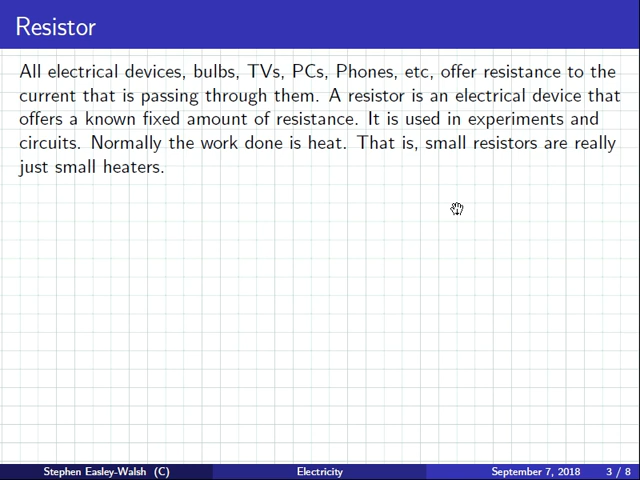 Resistor
All electrical devices, bulbs, TVs, PCs, Phones, etc, offer resistance to the
current that is passing through them. A resistor is an electrical device that
offers a known fixed amount of resistance. It is used in experiments and
circuits. Normally the work done is heat. That is, small resistors are really
just small heaters.
Stephen Easley-Walsh (C) Electricity September 7, 2018 3 / 8